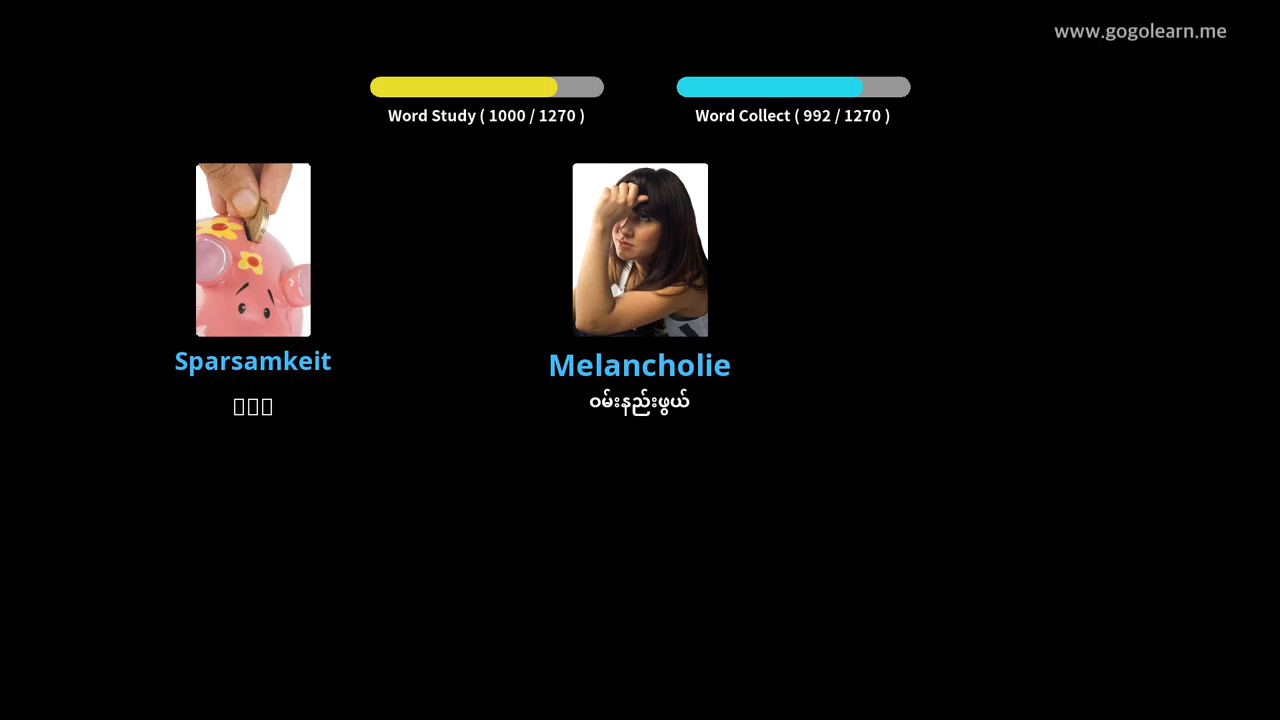 www.gogolearn.me
Word Study ( 1000 / 1270 )
Word Collect ( 992 / 1270 )
Sparsamkeit
Melancholie
ဝမ်းနည်းဖွယ်